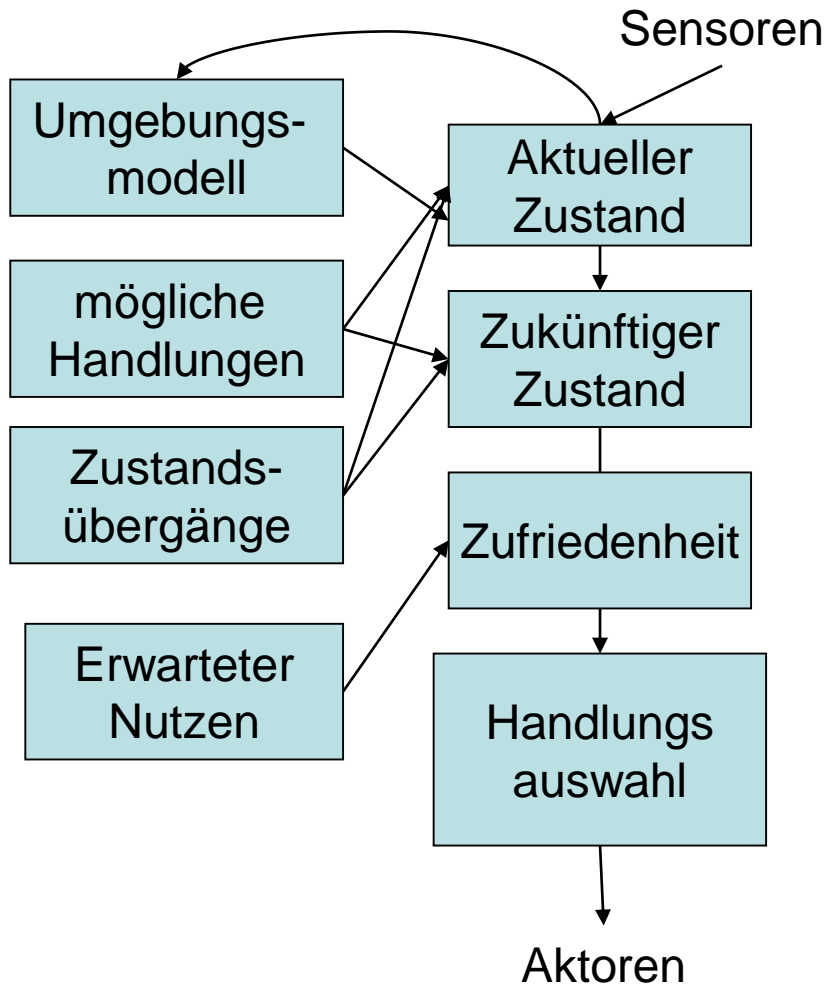 Sensoren
Umgebungs-
modell
Aktueller
Zustand
mögliche
Handlungen
Zukünftiger
Zustand
Zustands-
übergänge
Zufriedenheit
Erwarteter
Nutzen
Handlungs
auswahl
Aktoren